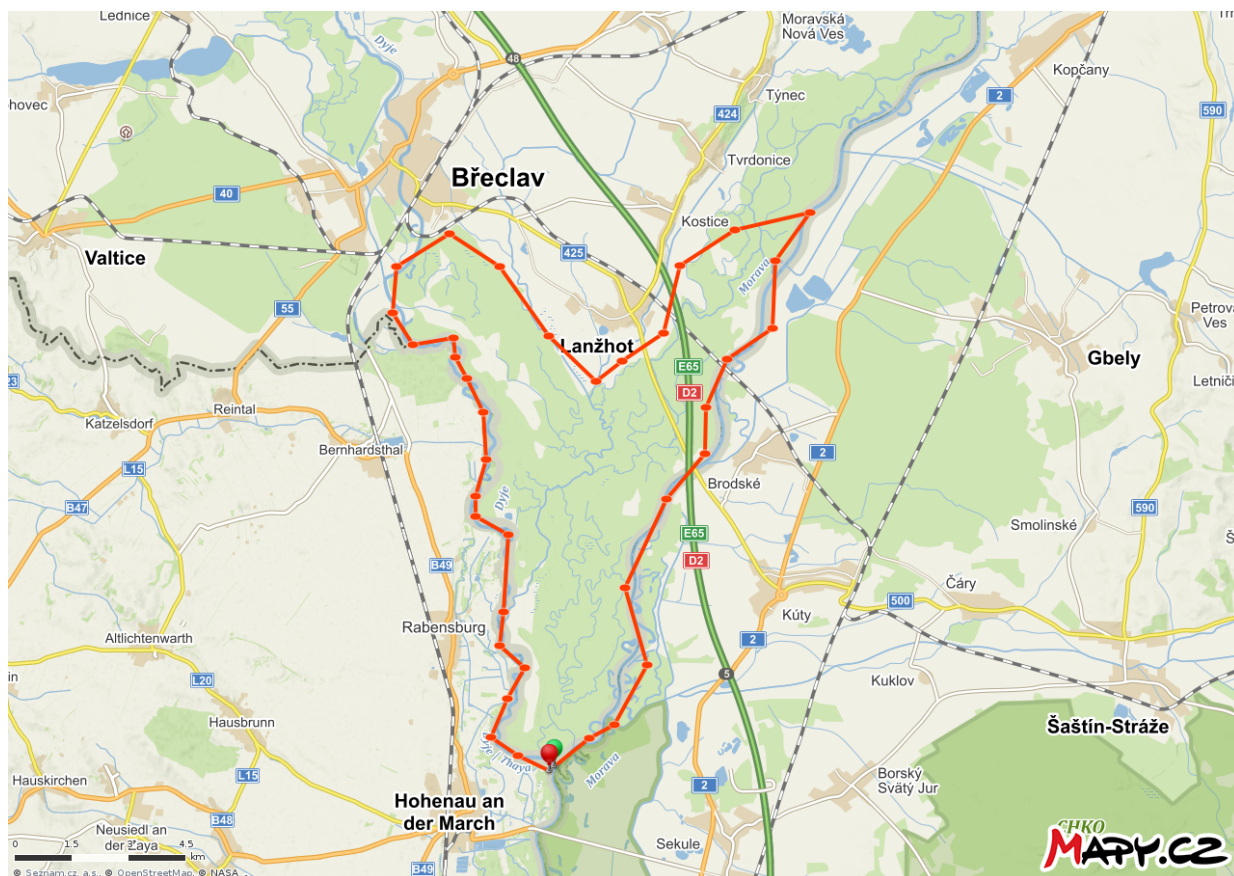 Lednice
Dyje
48
Moravská
Nová Ves
Kopčany
2
590
ohovec
Týnec
424
Tvrdonice
40
Břeclav
Kostice
Valtice
425
Morava
55
Petrova
Ves
Lanžhot
Gbely
E65
D2
Letničie
23
Katzelsdorf
Reintal
Bernhardsthal
L15
2
Brodské
B47
Dyje
590
Smolinské
E65
D2
B49
Čáry
500
Kúty
Altlichtenwarth
Rabensburg
2
in
L20
5
Kuklov
Hausbrunn
Šaštín-Stráže
Dyje / Thaya
Morava
L15
Hauskirchen
2
Borský
Svätý Jur
Hohenau an
der March
B48
Neusiedl an
der Zaya
CHKO
Sekule
MAPY.CZ
0 1.5 3 4.5
km
B49
© Seznam.cz, a.s., © OpenStreetMap, © NASA